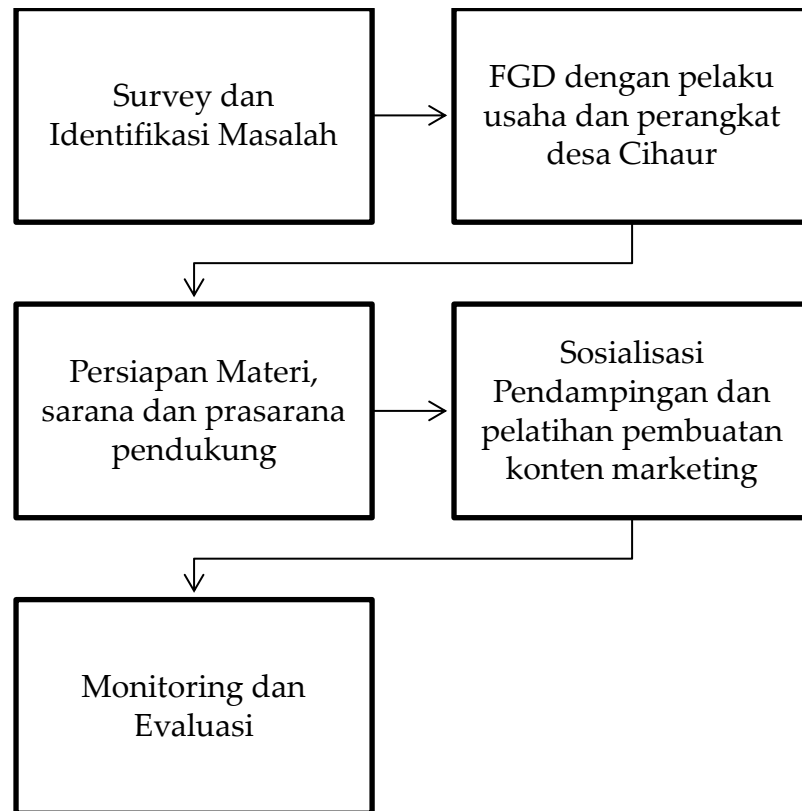 Survey dan
Identifikasi Masalah
FGD dengan pelaku
usaha dan perangkat
desa Cihaur
Persiapan Materi,
sarana dan prasarana
pendukung
Sosialisasi
Pendampingan dan
pelatihan pembuatan
konten marketing
Monitoring dan
Evaluasi